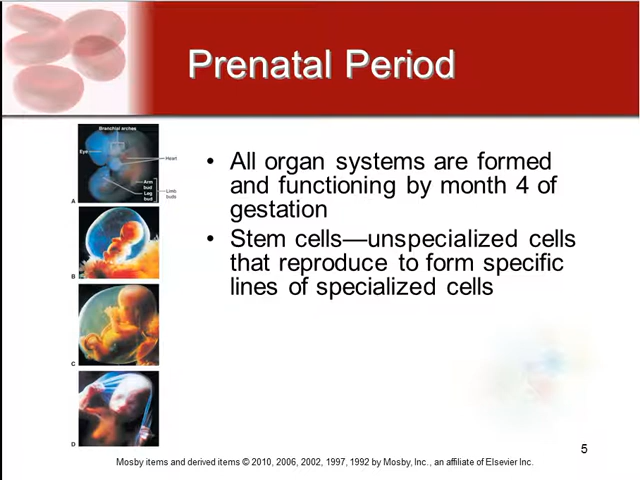 Prenatal Period
Branchial arches
Eye
Heart
Arm
bud
Leg
bud
Limb
buds
A
B
C
D
• All organ systems are formed
and functioning by month 4 of
gestation
• Stem cells—unspecialized cells
that reproduce to form specific
lines of specialized cells
5
Mosby items and derived items © 2010, 2006, 2002, 1997, 1992 by Mosby, Inc., an affiliate of Elsevier Inc.